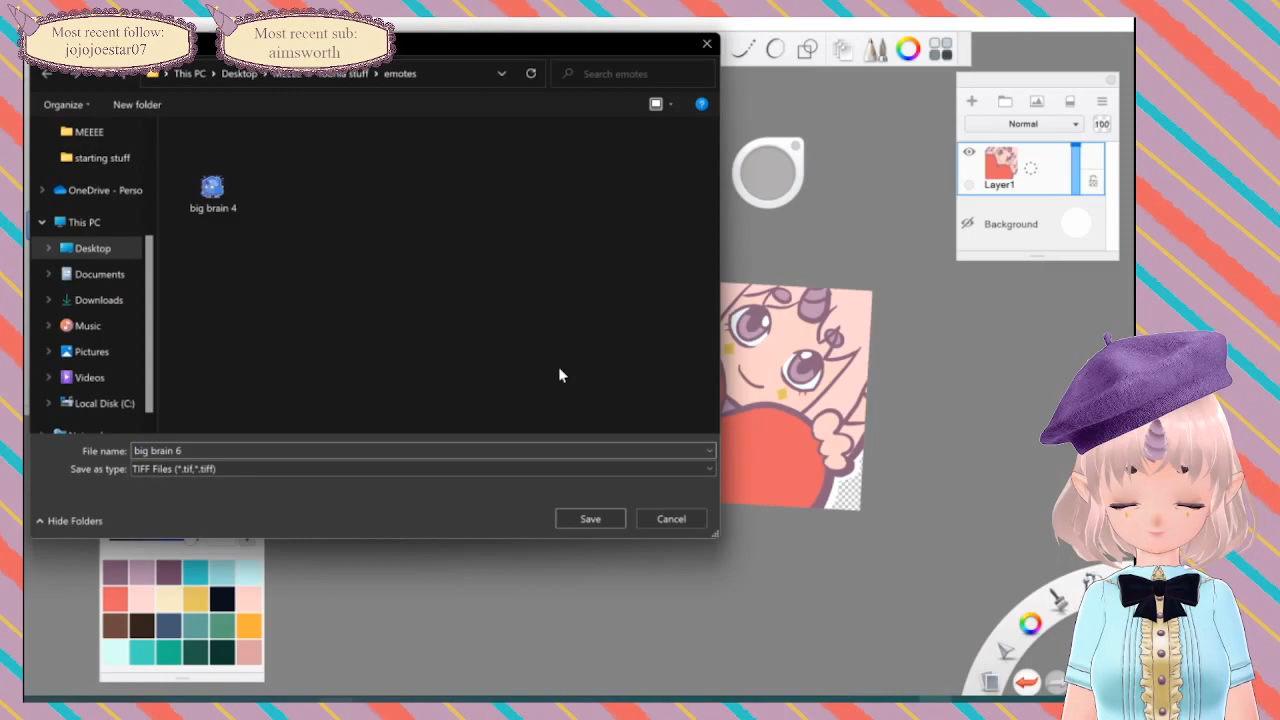 Most recent follow:
jojojoestar07
Most recent sub:
aimsworth
This PC
Desktop
stuff
emotes
Search emotes
Organize
New folder
MEEEE
starting stuff
OneDrive - Perso
This PC
Desktop
Documents
Downloads
Music
Pictures
Videos
Local Disk (C:)
big brain 4
File name: big brain 6
Save as type: TIFF Files (*.tif,*.tiff)
Hide Folders
Save
Cancel
Normal
100
Layer1
Background